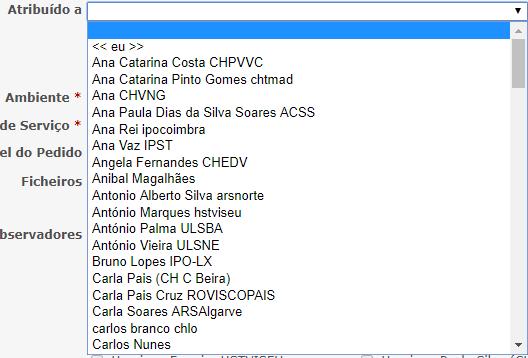 Atribuído a
<< eu >>
Ana Catarina Costa CHPVVC
Ana Catarina Pinto Gomes chtmad
Ambiente * Ana CHVNG
Ana Paula Dias da Silva Soares ACSS
de Serviço * Ana Rei ipocoimbra
Ana Vaz IPST
el do Pedido Angela Fernandes CHEDV
Anibal Magalhães
Ficheiros Antonio Alberto Silva arsnorte
António Marques hstviseu
António Palma ULSBA
bservadores António Vieira ULSNE
Bruno Lopes IPO-LX
Carla Pais (CH C Beira)
Carla Pais Cruz ROVISCOPAIS
Carla Soares ARSAlgarve
carlos branco chlo
Carlos Nunes